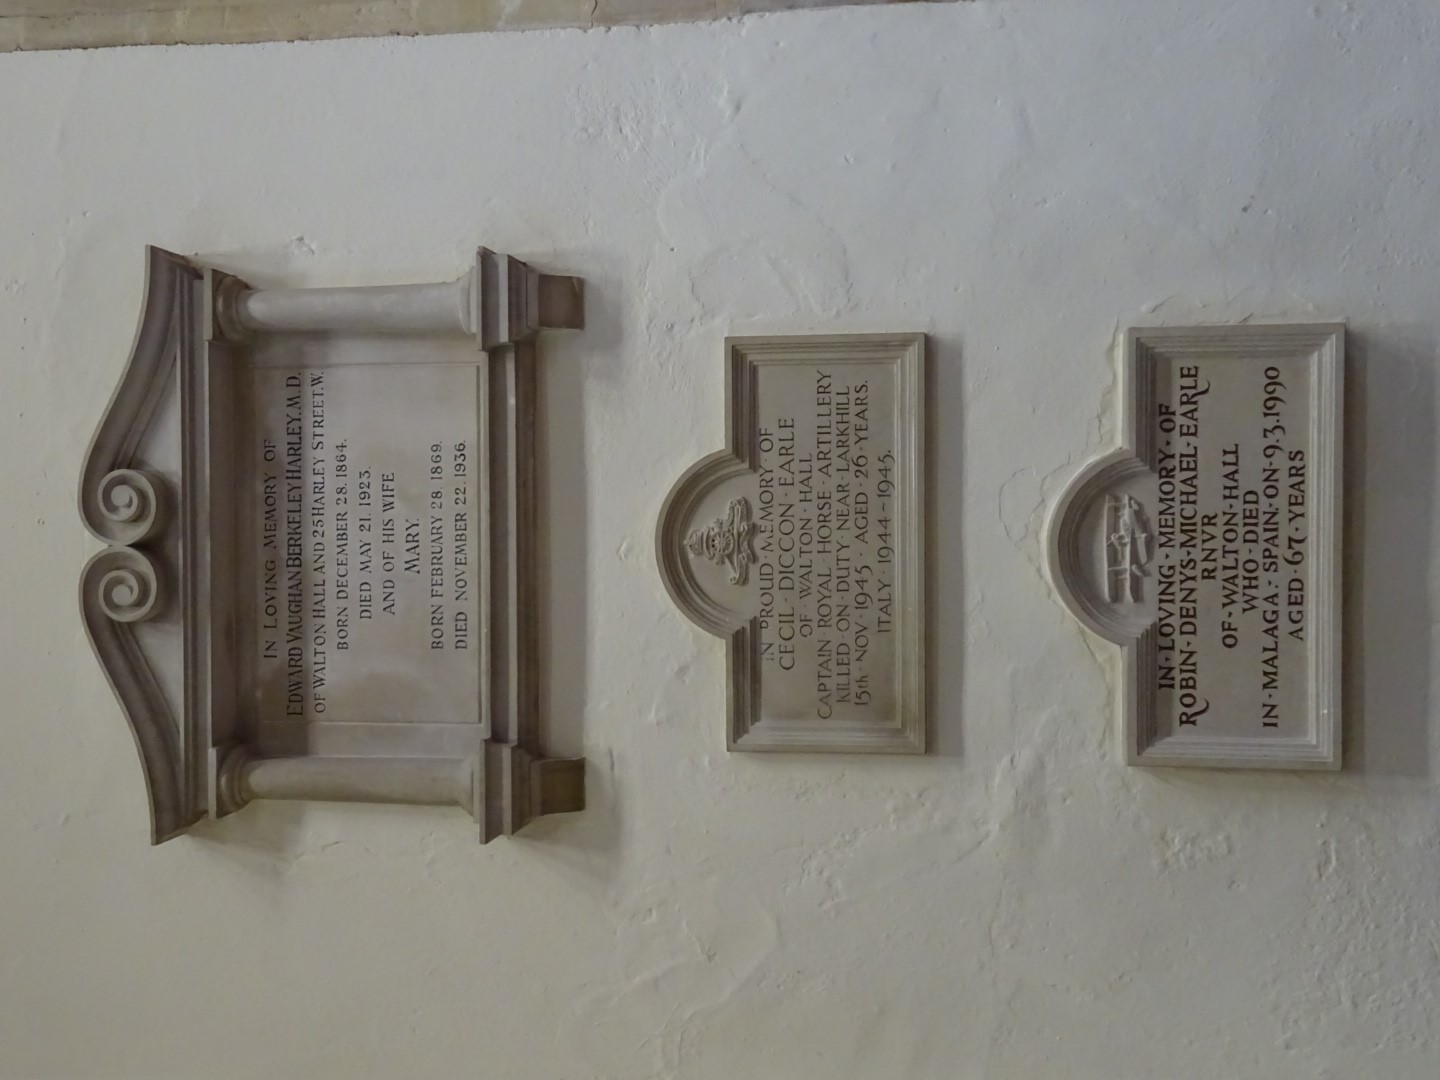 IN LOVING MEMORY OF
EDWARD VAUGHAN BERKELEY HARLEY. M.D.
OF WALTON HALL AND 25 HARLEY STREET. W.
BORN DECEMBER 28. 1864.
DIED MAY 21. 1923.
AND OF HIS WIFE
MARY.
BORN FEBRUARY 28. 1869.
DIED NOVEMBER 22. 1936.
IN PROUD · MEMORY · OF
CECIL · DICCON · EARLE
OF · WALTON · HALL
CAPTAIN · ROYAL · HORSE · ARTILLERY
KILLED · ON · DUTY · NEAR · LARKHILL
15th · NOV · 1945 · AGED · 26 · YEARS.
ITALY · 1944-1945.
IN · LOVING · MEMORY · OF
ROBIN · DENYS · MICHAEL · EARLE
RNVR
OF · WALTON · HALL
WHO · DIED
IN · MALAGA · SPAIN · ON · 9.3.1990
AGED · 67 · YEARS